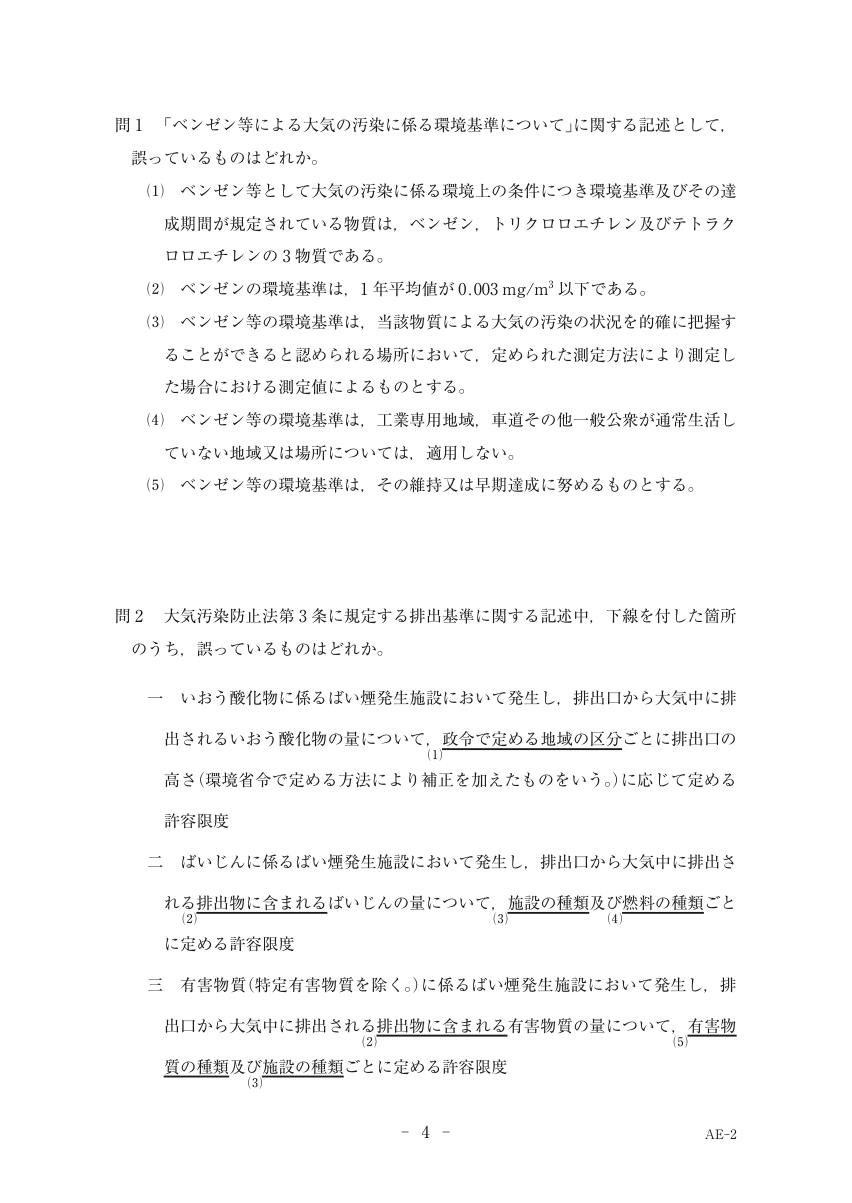 問1 「ベンゼン等による大気の汚染に係る環境基準について」に関する記述として,
誤っているものはどれか。
⑴ ベンゼン等として大気の汚染に係る環境上の条件につき環境基準及びその達
成期間が規定されている物質は,ベンゼン,トリクロロエチレン及びテトラク
ロロエチレンの3物質である。
⑵ ベンゼンの環境基準は,1年平均値が0.003 mg/m³以下である。
⑶ ベンゼン等の環境基準は,当該物質による大気の汚染の状況を的確に把握す
ることができると認められる場所において,定められた測定方法により測定し
た場合における測定値によるものとする。
⑷ ベンゼン等の環境基準は,工業専用地域,車道その他一般公衆が通常生活し
ていない地域又は場所については,適用しない。
⑸ ベンゼン等の環境基準は,その維持又は早期達成に努めるものとする。
問2 大気汚染防止法第3条に規定する排出基準に関する記述中,下線を付した箇所
のうち,誤っているものはどれか。
一 いおう酸化物に係るばい煙発生施設において発生し,排出口から大気中に排
出されるいおう酸化物の量について,政令で定める地域の区分ごとに排出口の
⑴
高さ(環境省令で定める方法により補正を加えたものをいう。)に応じて定める
許容限度
二 ばいじんに係るばい煙発生施設において発生し,排出口から大気中に排出さ
れる排出物に含まれるばいじんの量について,施設の種類及び燃料の種類ごと
⑵ ⑶ ⑷
に定める許容限度
三 有害物質(特定有害物質を除く。)に係るばい煙発生施設において発生し,排
出口から大気中に排出される排出物に含まれる有害物質の量について,有害物
⑵ ⑸
質の種類及び施設の種類ごとに定める許容限度
⑶
- 4 -
AE-2